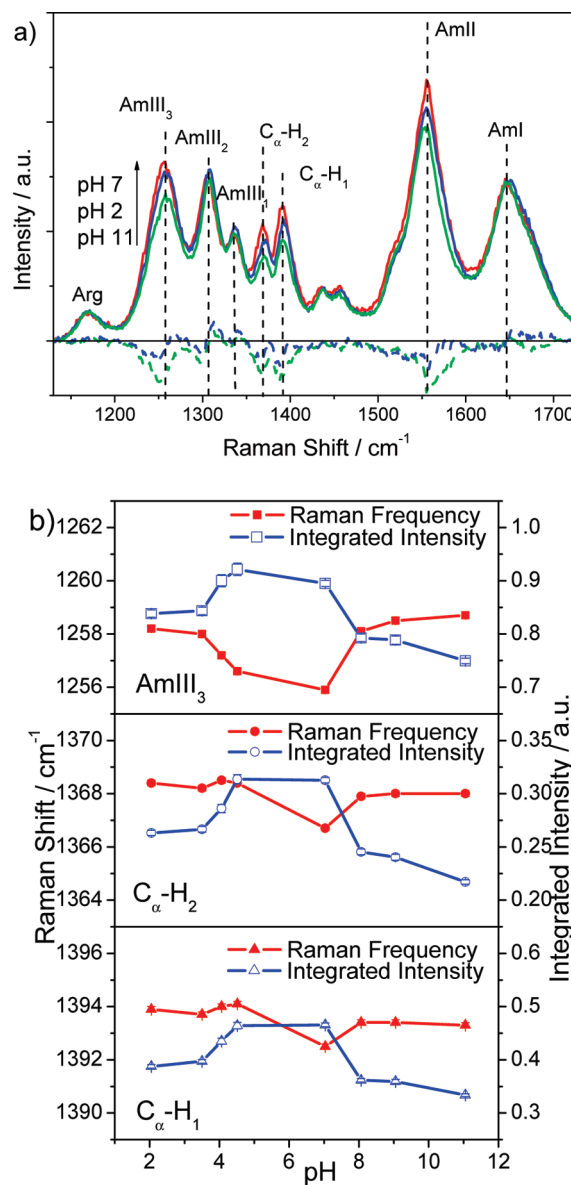 a)
AmII
AmIII₃
AmIII₂
Cα-H₂
AmI
AmIII₁
Cα-H₁
pH 7
pH 2
pH 11
Arg
Intensity / a.u.
1200 1300 1400 1500 1600 1700
Raman Shift / cm⁻¹
b)
Raman Frequency
Integrated Intensity
1262
1260
1258
1256
1.0
0.9
0.8
0.7
AmIII₃
Raman Frequency
Integrated Intensity
1370
1368
1366
1364
0.35
0.30
0.25
0.20
Cα-H₂
Raman Shift / cm⁻¹
Integrated Intensity / a.u.
Raman Frequency
Integrated Intensity
1396
1394
1392
1390
0.6
0.5
0.4
0.3
Cα-H₁
2 4 6 8 10 12
pH